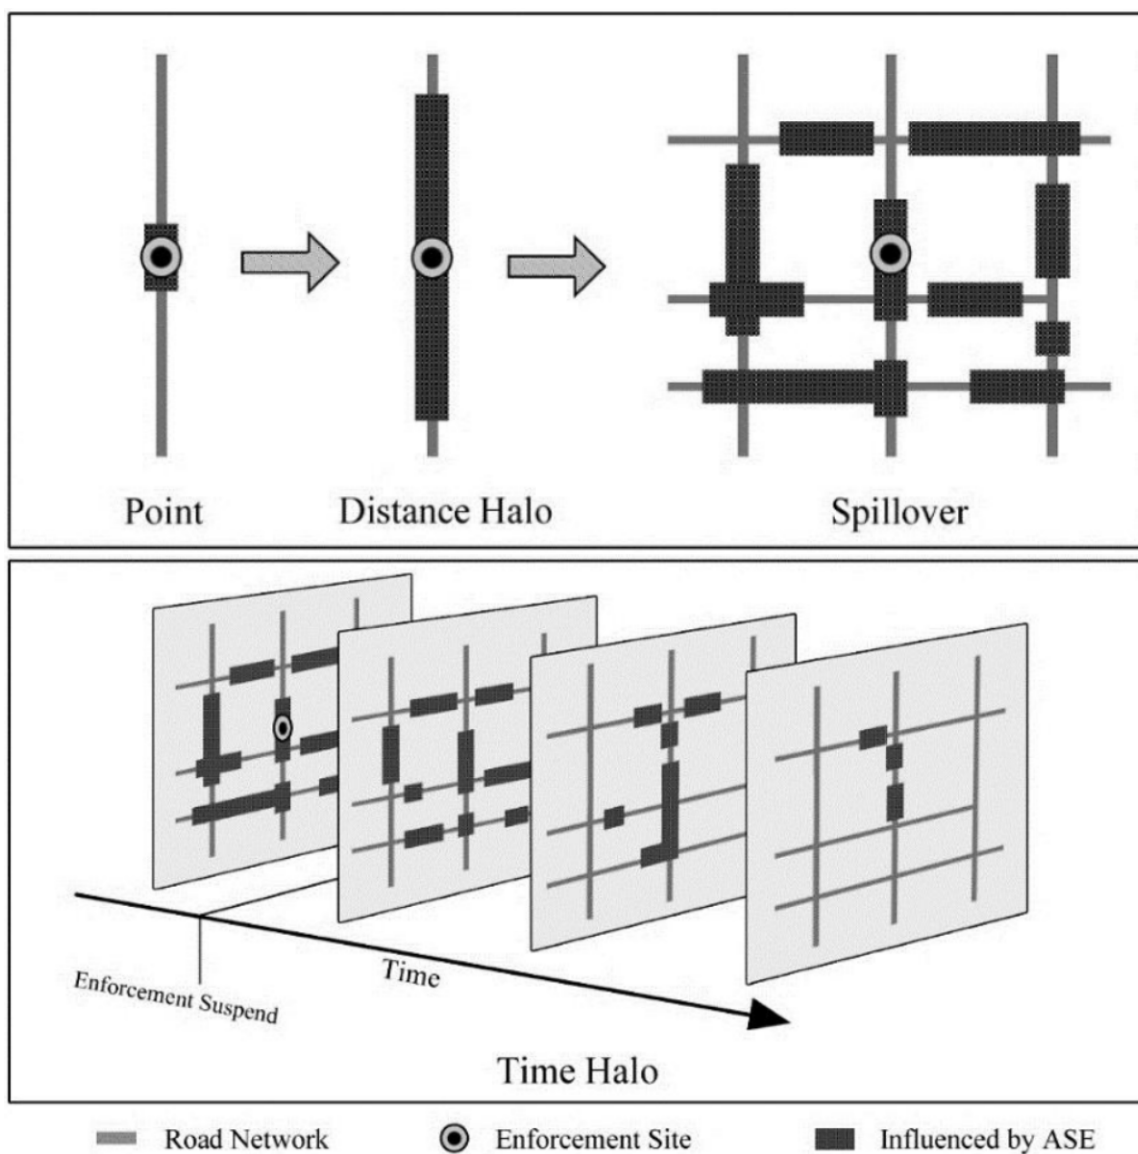 Point
Distance Halo
Spillover
Enforcement Suspend
Time
Time Halo
Road Network
Enforcement Site
Influenced by ASE